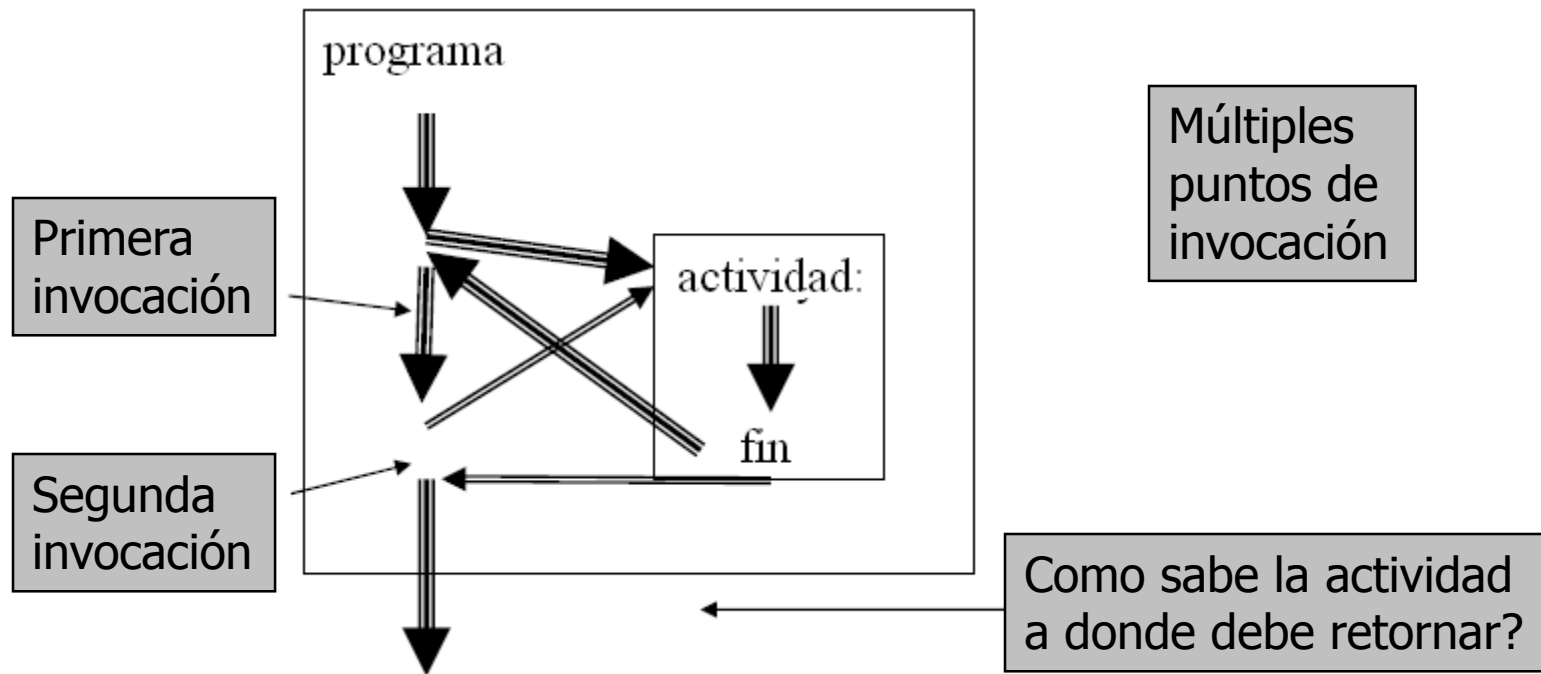 programa
Múltiples
puntos de
invocación
Primera
invocación
actividad:
fin
Segunda
invocación
Como sabe la actividad
a donde debe retornar?